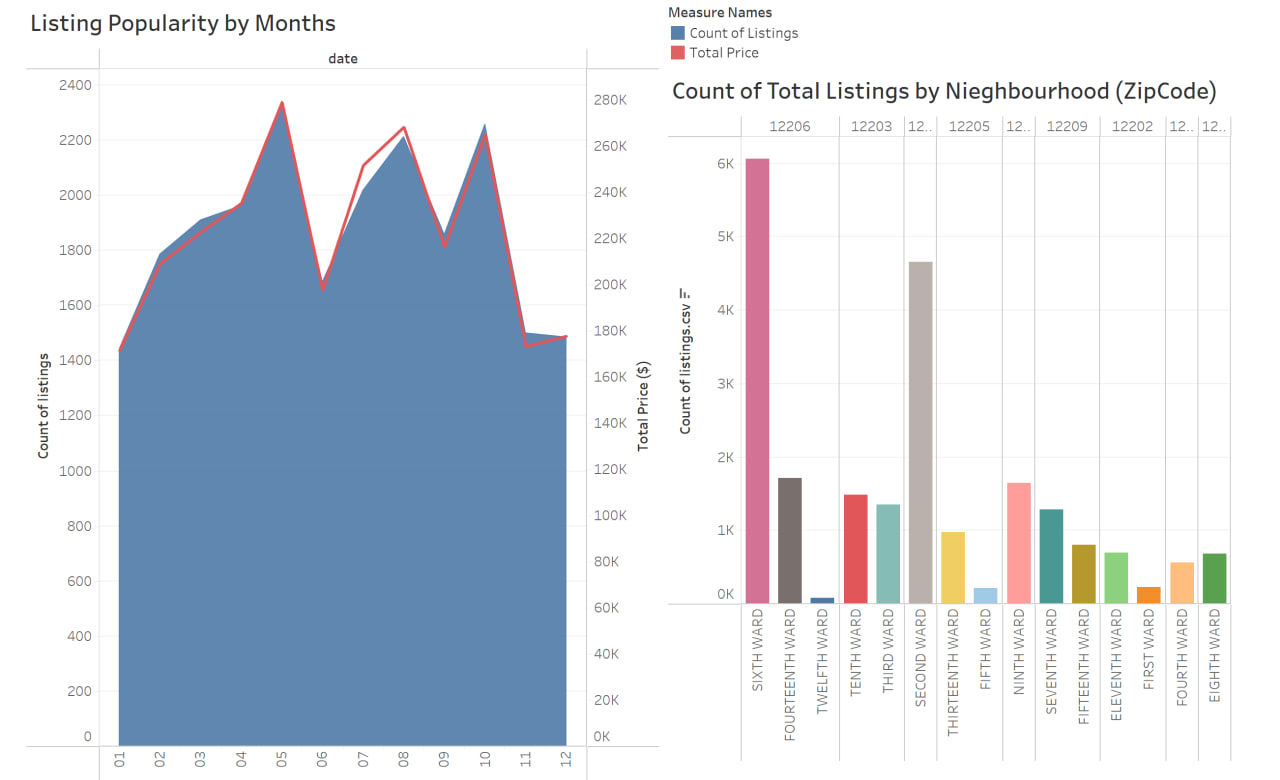 Listing Popularity by Months
date
2400
2200
2000
1800
1600
1400
1200
1000
800
600
400
200
0
Count of listings
280K
260K
240K
220K
200K
180K
160K
140K
120K
100K
80K
60K
40K
20K
0K
Total Price ($)
01 02 03 04 05 06 07 08 09 10 11 12
Measure Names
Count of Listings
Total Price
Count of Total Listings by Nieghbourhood (ZipCode)
12206 12203 12.. 12205 12.. 12209 12202 12.. 12..
6K
5K
4K
3K
2K
1K
0K
Count of listings.csv
SIXTH WARD
FOURTEENTH WARD
TWELFTH WARD
TENTH WARD
THIRD WARD
SECOND WARD
THIRTEENTH WARD
FIFTH WARD
NINTH WARD
SEVENTH WARD
FIFTEENTH WARD
ELEVENTH WARD
FIRST WARD
FOURTH WARD
EIGHTH WARD